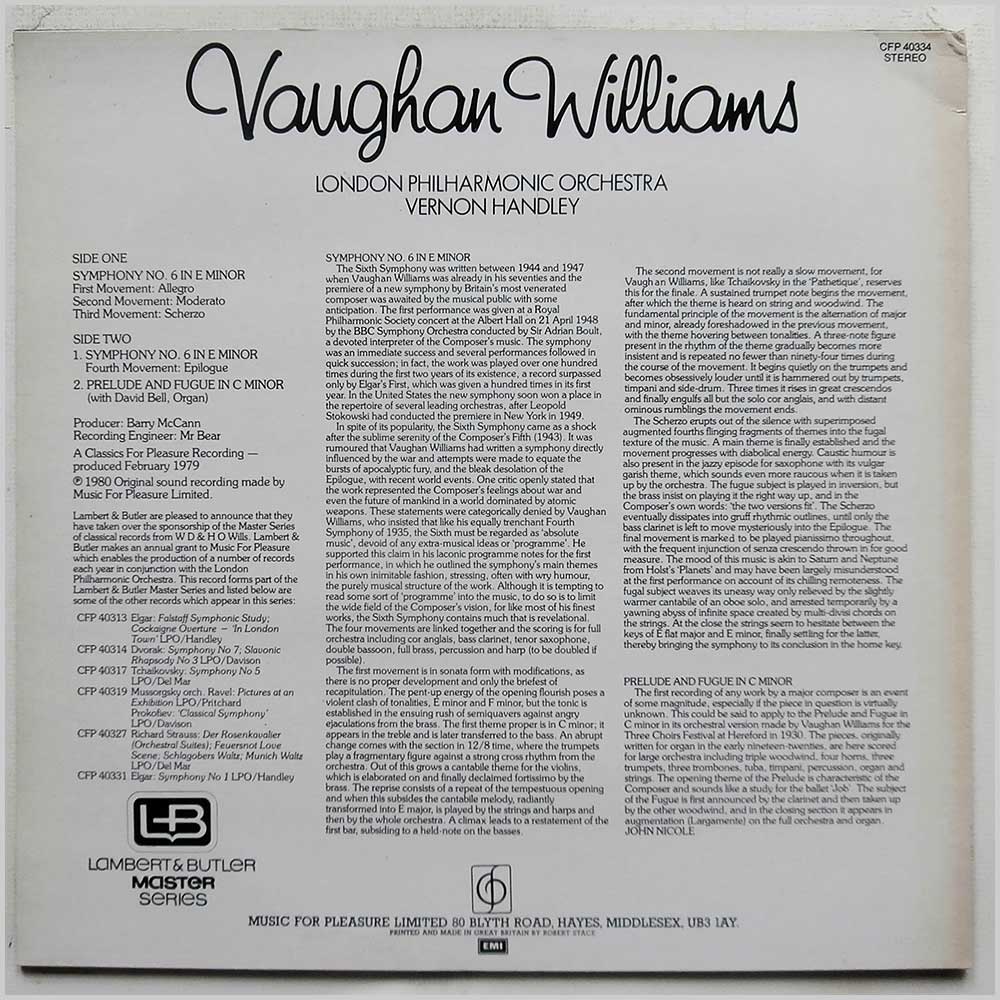 CFP 40334
STEREO
Vaughan Williams
LONDON PHILHARMONIC ORCHESTRA
VERNON HANDLEY
SIDE ONE
SYMPHONY NO. 6 IN E MINOR
First Movement: Allegro
Second Movement: Moderato
Third Movement: Scherzo
SIDE TWO
1. SYMPHONY NO. 6 IN E MINOR
Fourth Movement: Epilogue
2. PRELUDE AND FUGUE IN C MINOR
(with David Bell, Organ)
Producer: Barry McCann
Recording Engineer: Mr Bear
A Classics For Pleasure Recording —
produced February 1979
℗ 1980 Original sound recording made by
Music For Pleasure Limited.
Lambert & Butler are pleased to announce that they
have taken over the sponsorship of the Master Series
of classical records from W D & H O Wills. Lambert &
Butler makes an annual grant to Music For Pleasure
which enables the production of a number of records
each year in conjunction with the London
Philharmonic Orchestra. This record forms part of the
Lambert & Butler Master Series and listed below are
some of the other records which appear in this series:
CFP 40313 Elgar: Falstaff Symphonic Study;
Cockaigne Overture – 'In London
Town' LPO/Handley
CFP 40314 Dvorak: Symphony No 7; Slavonic
Rhapsody No 3 LPO/Davison
CFP 40317 Tchaikovsky: Symphony No 5
LPO/Del Mar
CFP 40319 Mussorgsky orch. Ravel: Pictures at an
Exhibition LPO/Pritchard
Prokofiev: 'Classical Symphony'
LPO/Davison
CFP 40327 Richard Strauss: Der Rosenkavalier
(Orchestral Suites); Feuersnot Love
Scene; Schlagobers Waltz; Munich Waltz
LPO/Del Mar
CFP 40331 Elgar: Symphony No 1 LPO/Handley
L&B
LAMBERT & BUTLER
MASTER
SERIES
SYMPHONY NO. 6 IN E MINOR
The Sixth Symphony was written between 1944 and 1947
when Vaughan Williams was already in his seventies and the
premiere of a new symphony by Britain's most venerated
composer was awaited by the musical public with some
anticipation. The first performance was given at a Royal
Philharmonic Society concert at the Albert Hall on 21 April 1948
by the BBC Symphony Orchestra conducted by Sir Adrian Boult,
a devoted interpreter of the Composer's music. The symphony
was an immediate success and several performances followed in
quick succession; in fact, the work was played over one hundred
times during the first two years of its existence, a record surpassed
only by Elgar's First, which was given a hundred times in its first
year. In the United States the new symphony soon won a place in
the repertoire of several leading orchestras, after Leopold
Stokowski had conducted the premiere in New York in 1949.
In spite of its popularity, the Sixth Symphony came as a shock
after the sublime serenity of the Composer's Fifth (1943). It was
rumoured that Vaughan Williams had written a symphony directly
influenced by the war and attempts were made to equate the
bursts of apocalyptic fury, and the bleak desolation of the
Epilogue, with recent world events. One critic openly stated that
the work represented the Composer's feelings about war and
even the future of mankind in a world dominated by atomic
weapons. These statements were categorically denied by Vaughan
Williams, who insisted that like his equally trenchant Fourth
Symphony of 1935, the Sixth must be regarded as 'absolute
music', devoid of any extra-musical ideas or 'programme'. He
supported this claim in his laconic programme notes for the first
performance, in which he outlined the symphony's main themes
in his own inimitable fashion, stressing, often with wry humour,
the purely musical structure of the work. Although it is tempting to
read some sort of 'programme' into the music, to do so is to limit
the wide field of the Composer's vision, for like most of his finest
works, the Sixth Symphony contains much that is revelational.
The four movements are linked together and the scoring is for full
orchestra including cor anglais, bass clarinet, tenor saxophone,
double bassoon, full brass, percussion and harp (to be doubled if
possible).
The first movement is in sonata form with modifications, as
there is no proper development and only the briefest of
recapitulation. The pent-up energy of the opening flourish poses a
violent clash of tonalities, E minor and F minor, but the tonic is
established in the ensuing rush of semiquavers against angry
ejaculations from the brass. The first theme proper is in C minor; it
appears in the treble and is later transferred to the bass. An abrupt
change comes with the section in 12/8 time, where the trumpets
play a fragmentary figure against a strong cross rhythm from the
orchestra. Out of this grows a cantabile theme for the violins,
which is elaborated on and finally declaimed fortissimo by the
brass. The reprise consists of a repeat of the tempestuous opening
and when this subsides the cantabile melody, radiantly
transformed into E major, is played by the strings and harps and
then by the whole orchestra. A climax leads to a restatement of the
first bar, subsiding to a held-note on the basses.
The second movement is not really a slow movement, for
Vaughan Williams, like Tchaikovsky in the 'Pathetique', reserves
this for the finale. A sustained trumpet note begins the movement,
after which the theme is heard on string and woodwind. The
fundamental principle of the movement is the alternation of major
and minor, already foreshadowed in the previous movement,
with the theme hovering between tonalities. A three-note figure
present in the rhythm of the theme gradually becomes more
insistent and is repeated no fewer than ninety-four times during
the course of the movement. It begins quietly on the trumpets and
becomes obsessively louder until it is hammered out by trumpets,
timpani and side-drum. Three times it rises in great crescendos
and finally engulfs all but the solo cor anglais, and with distant
ominous rumblings the movement ends.
The Scherzo erupts out of the silence with superimposed
augmented fourths flinging fragments of themes into the fugal
texture of the music. A main theme is finally established and the
movement progresses with diabolical energy. Caustic humour is
also present in the jazzy episode for saxophone with its vulgar
garish theme, which sounds even more raucous when it is taken
up by the orchestra. The fugue subject is played in inversion, but
the brass insist on playing it the right way up, and in the
Composer's own words: 'the two versions fit'. The Scherzo
eventually dissipates into gruff rhythmic outlines, until only the
bass clarinet is left to move mysteriously into the Epilogue. The
final movement is marked to be played pianissimo throughout,
with the frequent injunction of senza crescendo thrown in for good
measure. The mood of this music is akin to Saturn and Neptune
from Holst's 'Planets' and may have been largely misunderstood
at the first performance on account of its chilling remoteness. The
fugal subject weaves its uneasy way only relieved by the slightly
warmer cantabile of an oboe solo, and arrested temporarily by a
yawning abyss of infinite space created by multi-divisi chords on
the strings. At the close the strings seem to hesitate between the
keys of E flat major and E minor, finally settling for the latter,
thereby bringing the symphony to its conclusion in the home key.
PRELUDE AND FUGUE IN C MINOR
The first recording of any work by a major composer is an event
of some magnitude, especially if the piece in question is virtually
unknown. This could be said to apply to the Prelude and Fugue in
C minor in its orchestral version made by Vaughan Williams for the
Three Choirs Festival at Hereford in 1930. The pieces, originally
written for organ in the early nineteen-twenties, are here scored
for large orchestra including triple woodwind, four horns, three
trumpets, three trombones, tuba, timpani, percussion, organ and
strings. The opening theme of the Prelude is characteristic of the
Composer and sounds like a study for the ballet 'Job'. The subject
of the Fugue is first announced by the clarinet and then taken up
by the other woodwind, and in the closing section it appears in
augmentation (Largamente) on the full orchestra and organ.
JOHN NICOLE
MUSIC FOR PLEASURE LIMITED 80 BLYTH ROAD, HAYES, MIDDLESEX, UB3 1AY.
PRINTED AND MADE IN GREAT BRITAIN BY ROBERT STACE
EMI